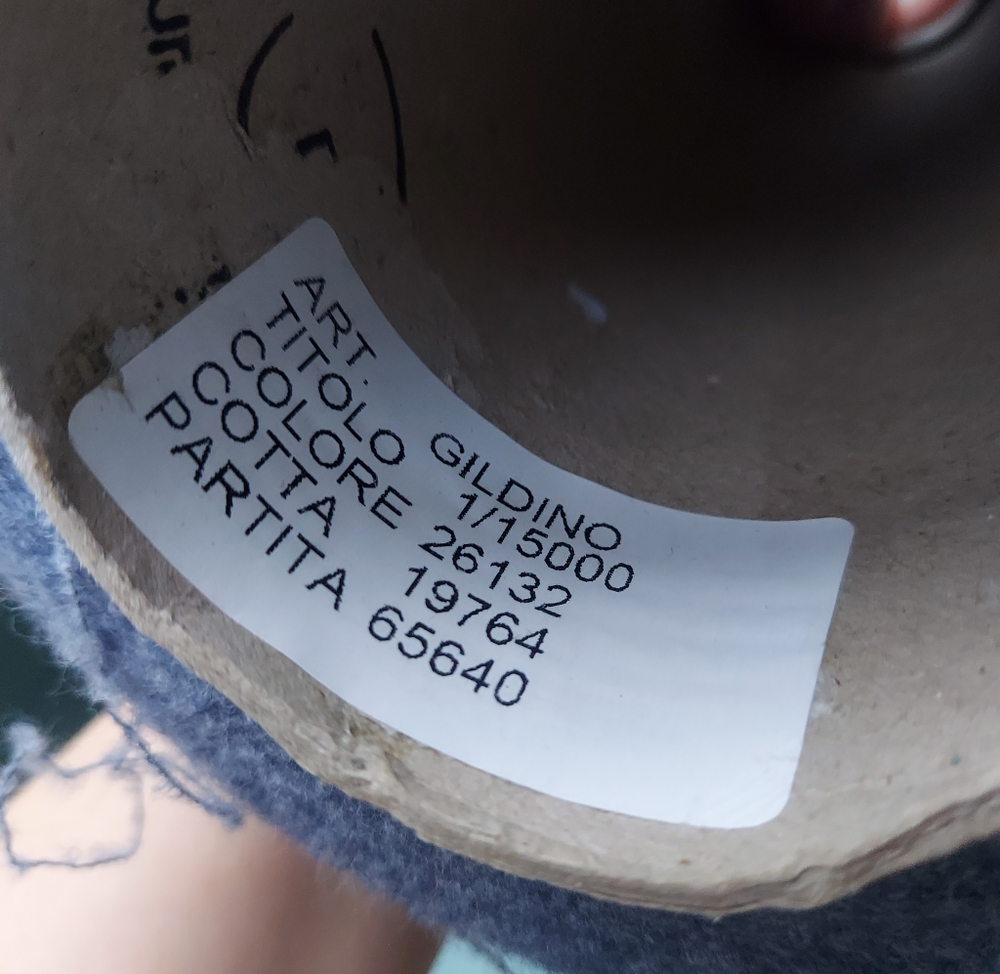 ART. GILDINO
TITOLO 1/15000
COLORE 26132
COTTA 19764
PARTITA 65640